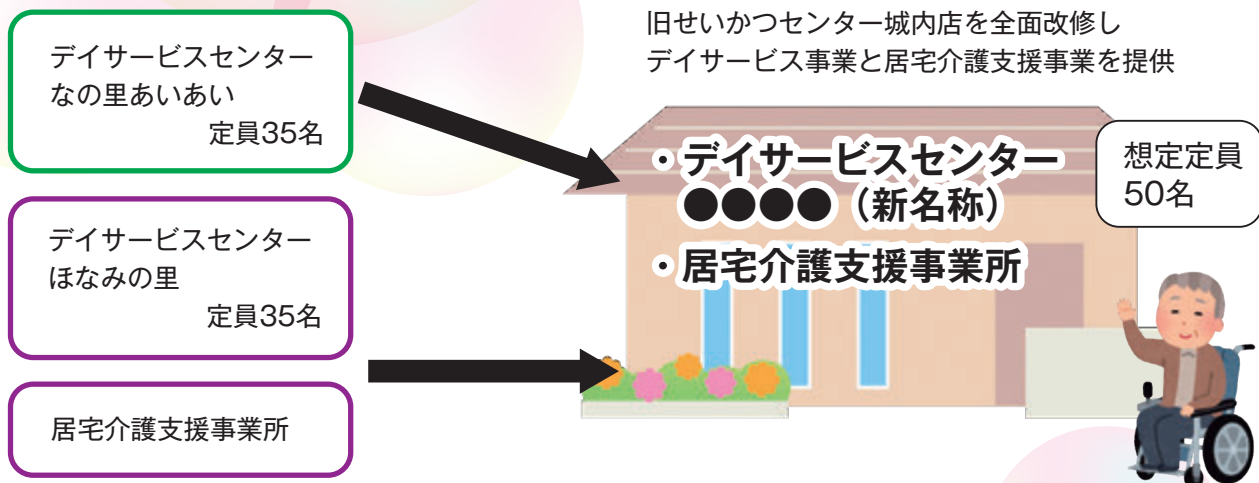 デイサービスセンター
なの里あいあい
定員35名
デイサービスセンター
ほなみの里
定員35名
居宅介護支援事業所
旧せいかつセンター城内店を全面改修し
デイサービス事業と居宅介護支援事業を提供
・デイサービスセンター
●●●●（新名称）
・居宅介護支援事業所
想定定員
50名